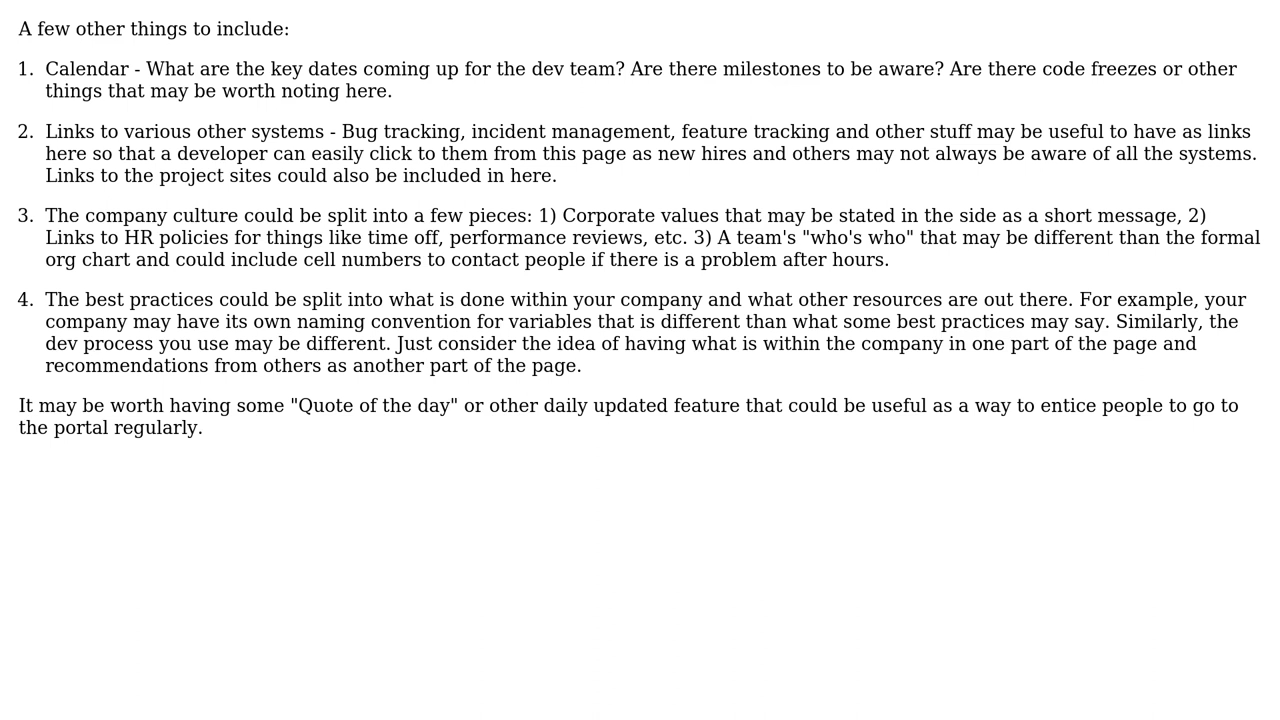 A few other things to include:
1. Calendar - What are the key dates coming up for the dev team? Are there milestones to be aware? Are there code freezes or other
things that may be worth noting here.
2. Links to various other systems - Bug tracking, incident management, feature tracking and other stuff may be useful to have as links
here so that a developer can easily click to them from this page as new hires and others may not always be aware of all the systems.
Links to the project sites could also be included in here.
3. The company culture could be split into a few pieces: 1) Corporate values that may be stated in the side as a short message, 2)
Links to HR policies for things like time off, performance reviews, etc. 3) A team's "who's who" that may be different than the formal
org chart and could include cell numbers to contact people if there is a problem after hours.
4. The best practices could be split into what is done within your company and what other resources are out there. For example, your
company may have its own naming convention for variables that is different than what some best practices may say. Similarly, the
dev process you use may be different. Just consider the idea of having what is within the company in one part of the page and
recommendations from others as another part of the page.
It may be worth having some "Quote of the day" or other daily updated feature that could be useful as a way to entice people to go to
the portal regularly.